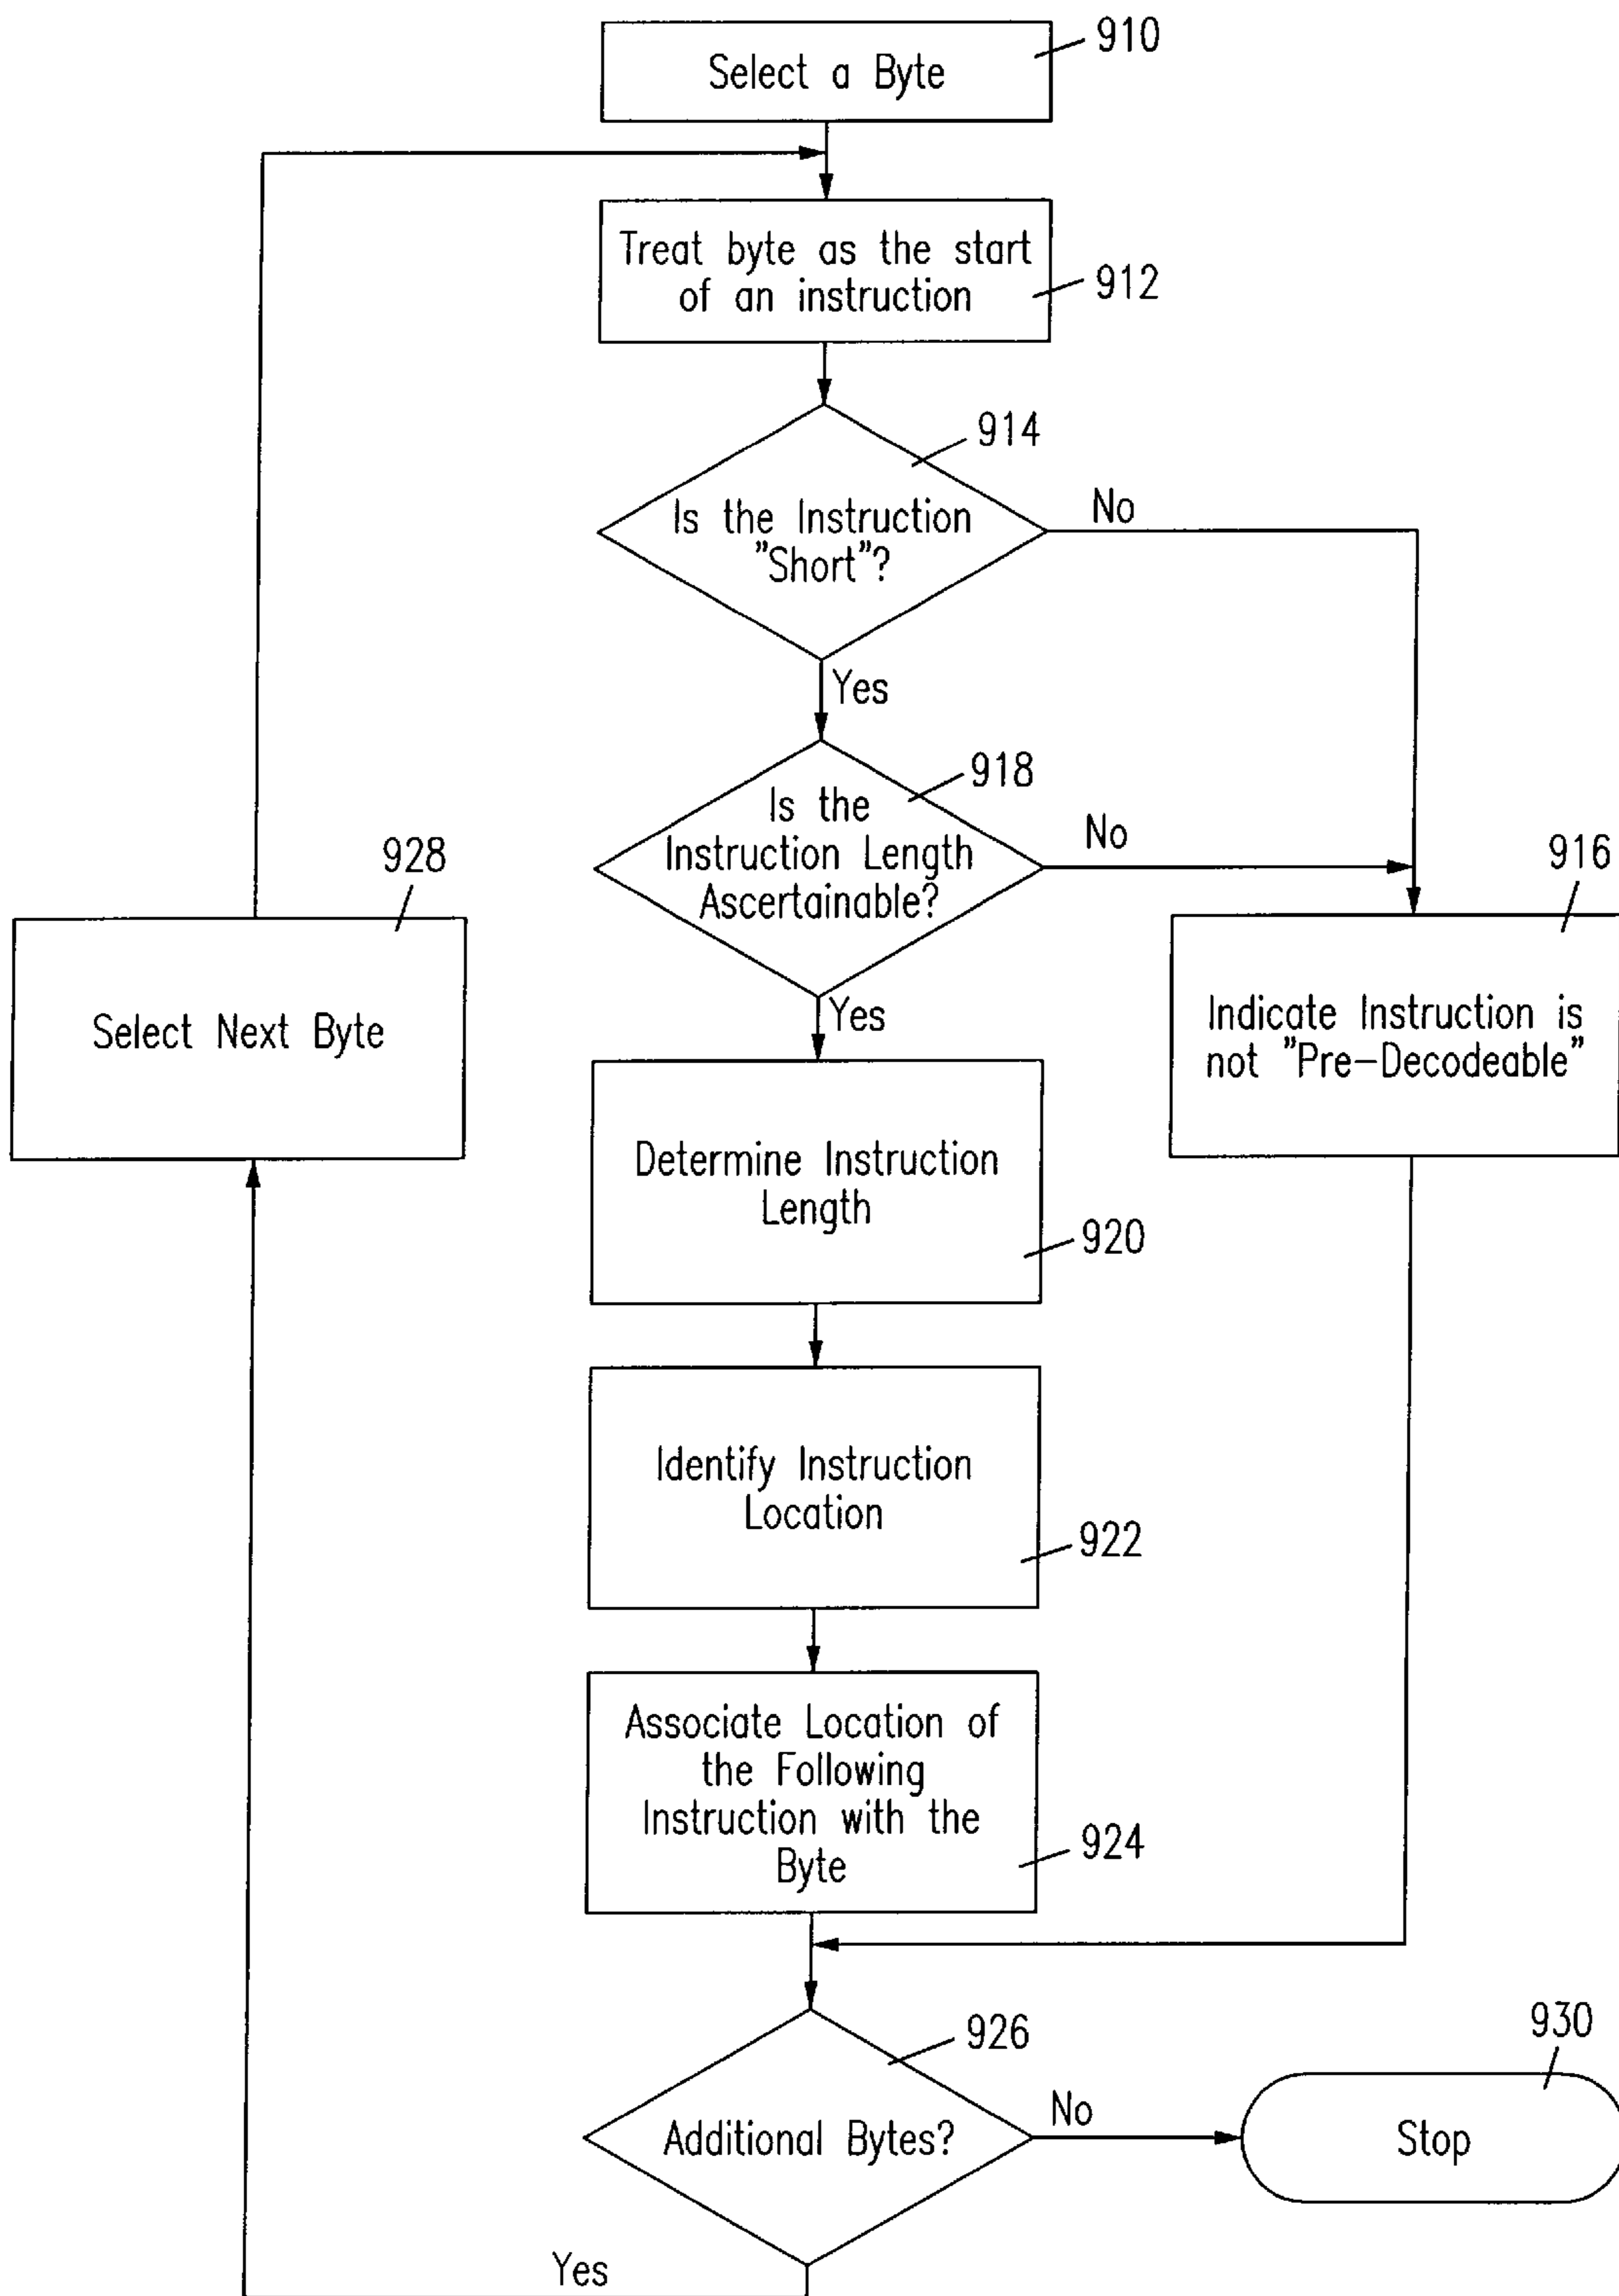 910
Select a Byte
Treat byte as the start
of an instruction
912
914
Is the Instruction
"Short"?
No
Yes
918
Is the
Instruction Length
Ascertainable?
No
Yes
928
Select Next Byte
916
Indicate Instruction is
not "Pre-Decodeable"
Determine Instruction
Length
920
Identify Instruction
Location
922
Associate Location of
the Following
Instruction with the
Byte
924
926
Additional Bytes?
No
930
Stop
Yes